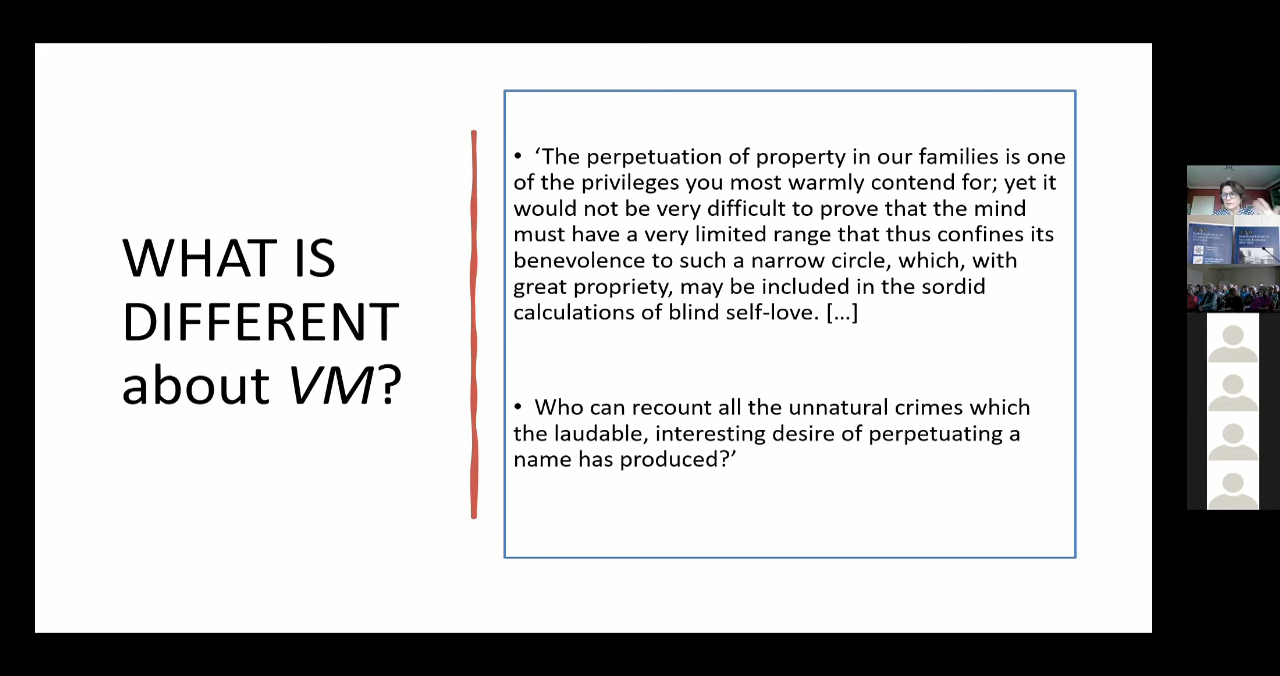 WHAT IS
DIFFERENT
about VM?
• ‘The perpetuation of property in our families is one
of the privileges you most warmly contend for; yet it
would not be very difficult to prove that the mind
must have a very limited range that thus confines its
benevolence to such a narrow circle, which, with
great propriety, may be included in the sordid
calculations of blind self-love. […]
• Who can recount all the unnatural crimes which
the laudable, interesting desire of perpetuating a
name has produced?’